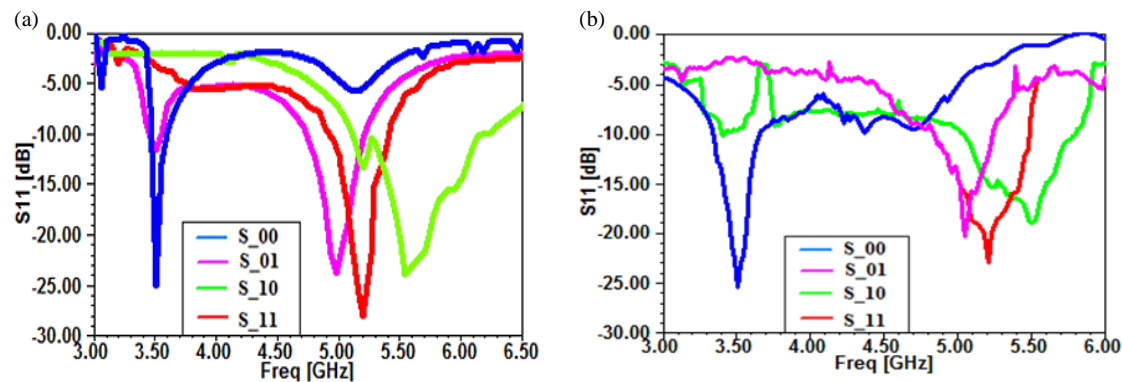 (a)
0.00
-5.00
-10.00
-15.00
-20.00
-25.00
-30.00
S11 [dB]
S_00
S_01
S_10
S_11
3.00 3.50 4.00 4.50 5.00 5.50 6.00 6.50
Freq [GHz]
(b)
0.00
-5.00
-10.00
-15.00
-20.00
-25.00
-30.00
S11 [dB]
S_00
S_01
S_10
S_11
3.00 3.50 4.00 4.50 5.00 5.50 6.00
Freq [GHz]